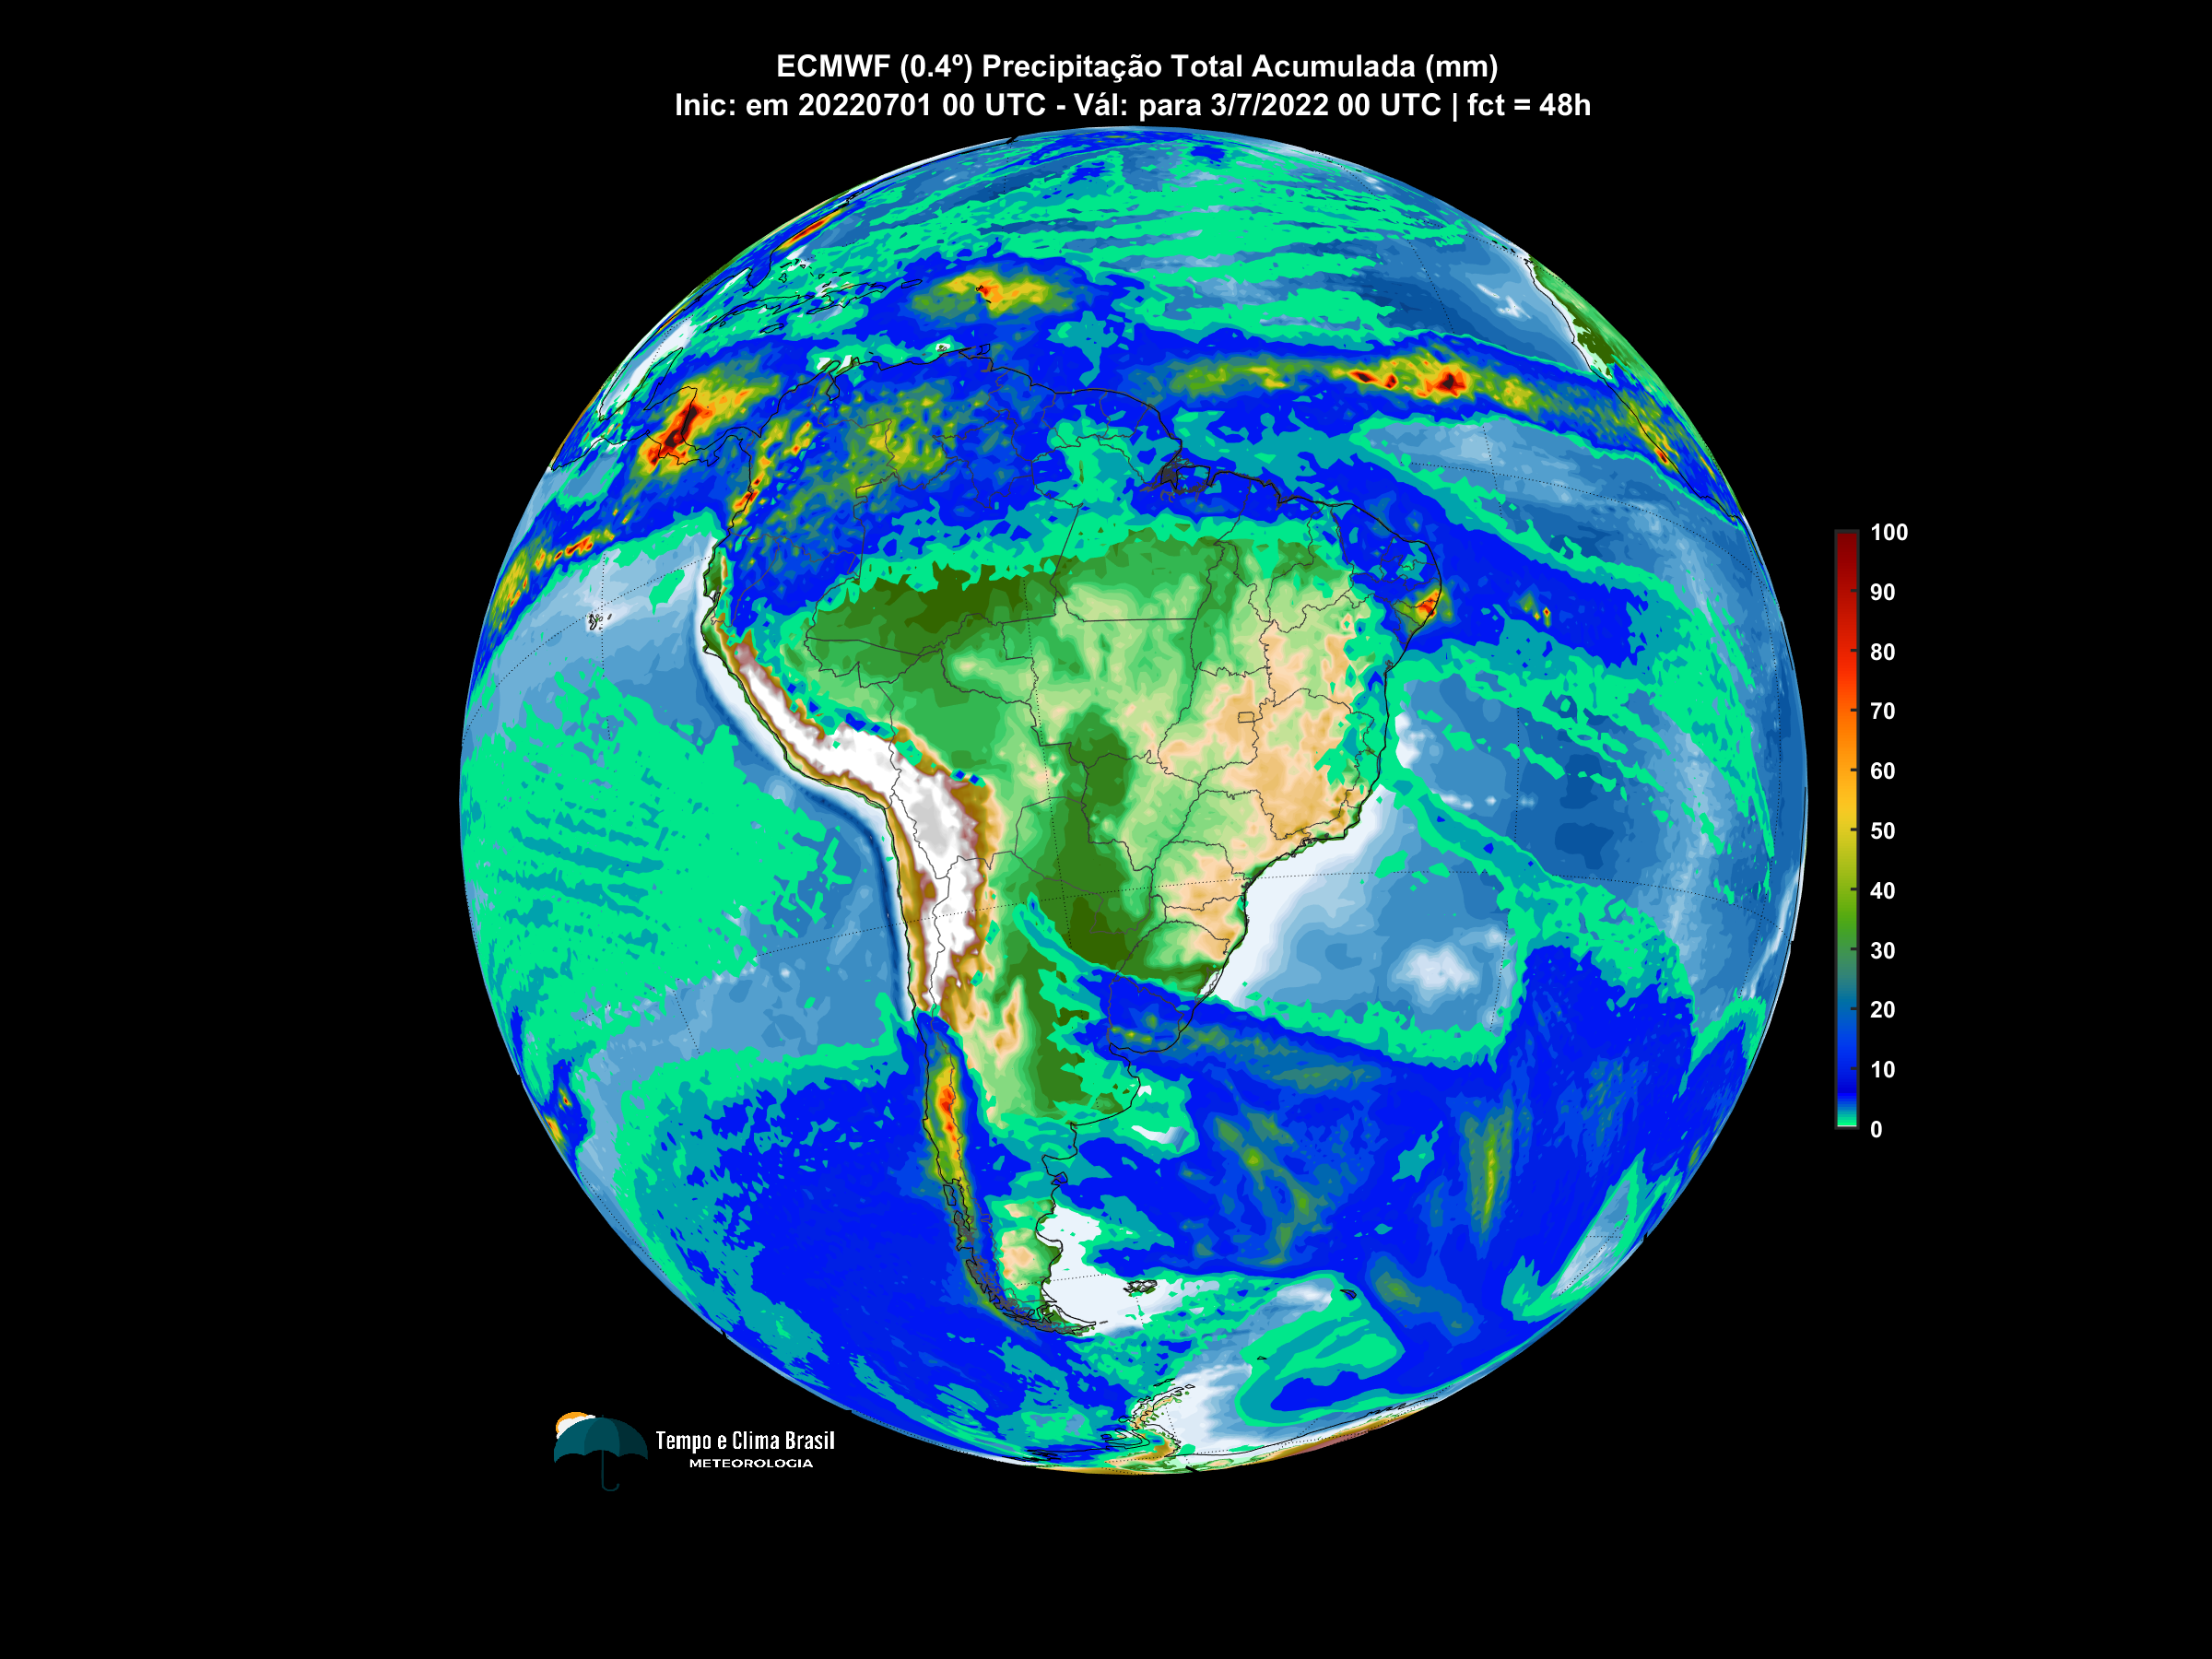 ECMWF (0.4º) Precipitação Total Acumulada (mm)
Inic: em 20220701 00 UTC - Vál: para 3/7/2022 00 UTC | fct = 48h
100
90
80
70
60
50
40
30
20
10
0
Tempo e Clima Brasil
METEOROLOGIA